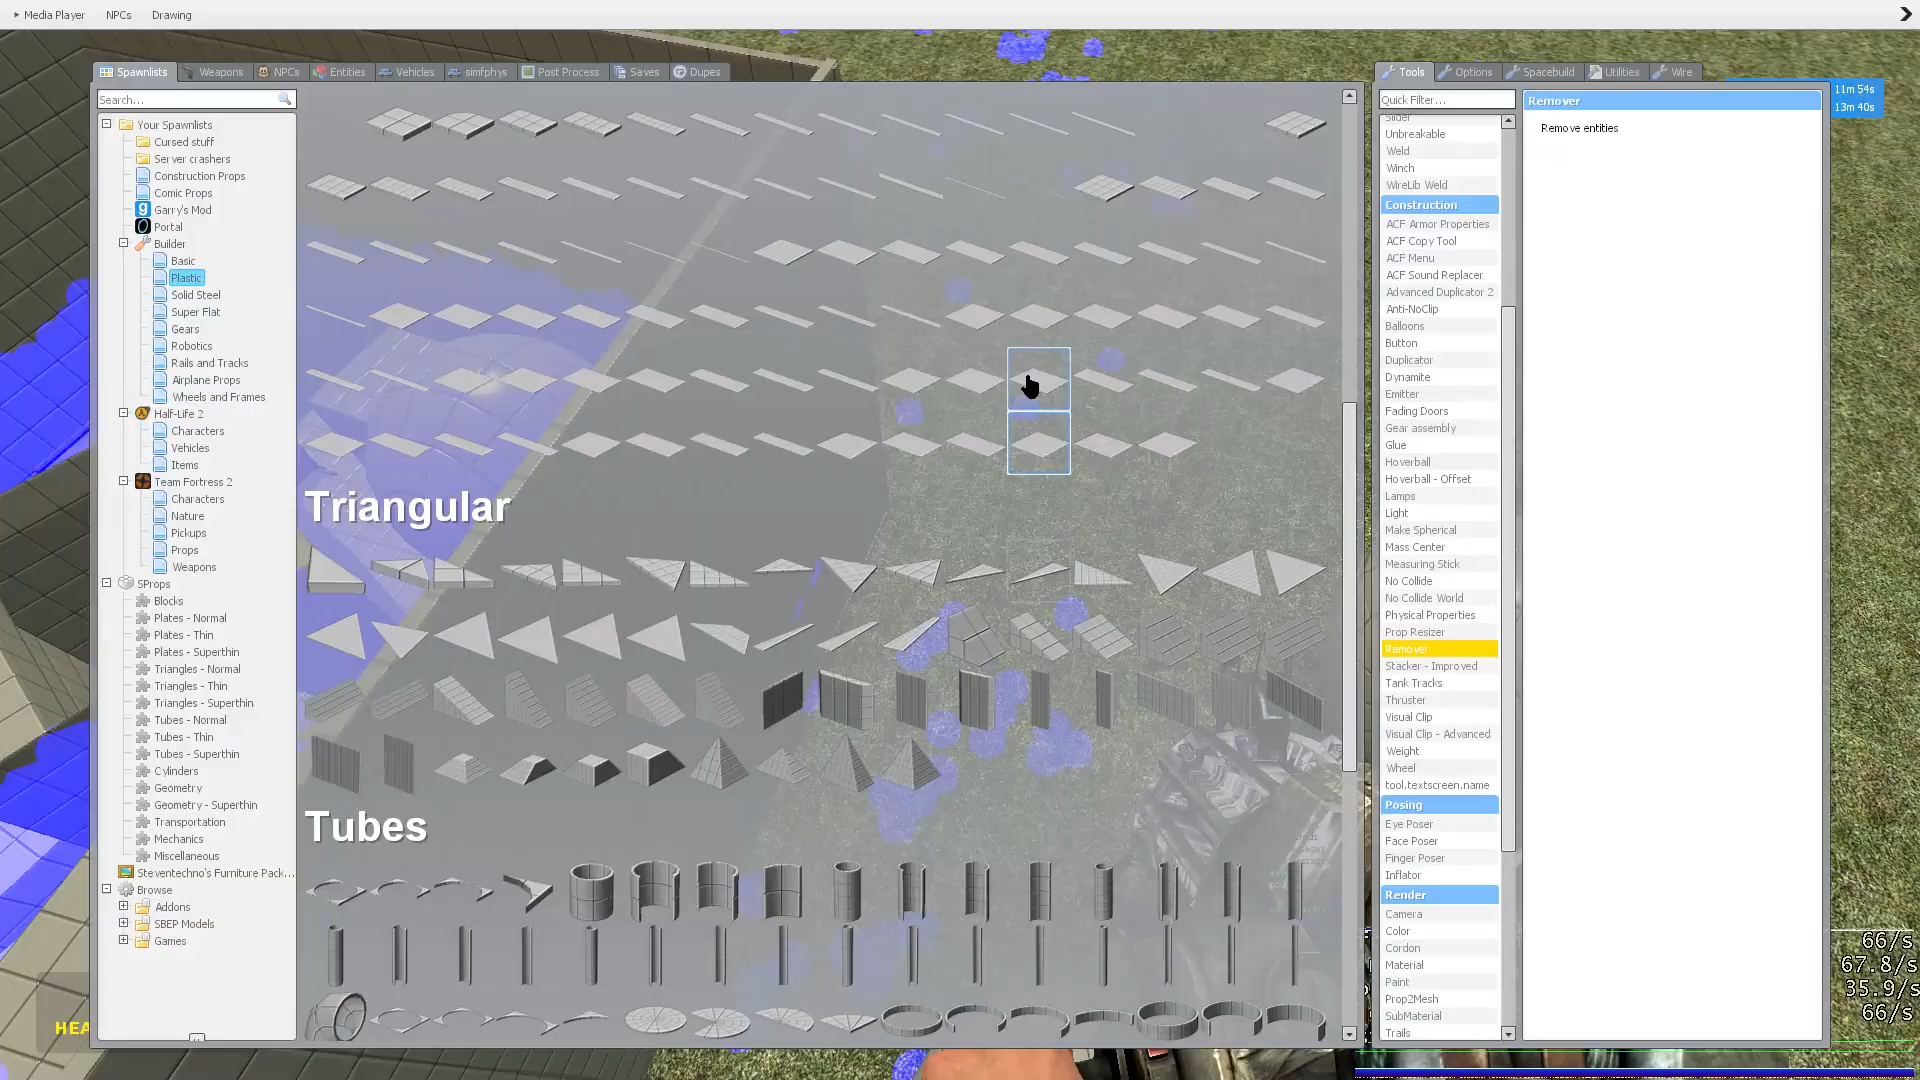 Media Player NPCs Drawing
Spawnlists Weapons NPCs Entities Vehicles simfphys Post Process Saves Dupes
Search...
Your Spawnlists
Cursed stuff
Server crashers
Construction Props
Comic Props
Garry's Mod
Portal
Builder
Basic
Plastic
Solid Steel
Super Flat
Gears
Robotics
Rails and Tracks
Airplane Props
Wheels and Frames
Half-Life 2
Characters
Vehicles
Items
Team Fortress 2
Characters
Nature
Pickups
Props
Weapons
SProps
Blocks
Plates - Normal
Plates - Thin
Plates - Superthin
Triangles - Normal
Triangles - Thin
Triangles - Superthin
Tubes - Normal
Tubes - Thin
Tubes - Superthin
Cylinders
Geometry
Geometry - Superthin
Transportation
Mechanics
Miscellaneous
Steventechno's Furniture Pack...
Browse
Addons
SBEP Models
Games
HEA
Triangular
Tubes
Tools Options Spacebuild Utilities Wire
Quick Filter...
Slider
Unbreakable
Weld
Winch
WireLib Weld
Construction
ACF Armor Properties
ACF Copy Tool
ACF Menu
ACF Sound Replacer
Advanced Duplicator 2
Anti-NoClip
Balloons
Button
Duplicator
Dynamite
Emitter
Fading Doors
Gear assembly
Glue
Hoverball
Hoverball - Offset
Lamps
Light
Make Spherical
Mass Center
Measuring Stick
No Collide
No Collide World
Physical Properties
Prop Resizer
Remover
Stacker - Improved
Tank Tracks
Thruster
Visual Clip
Visual Clip - Advanced
Weight
Wheel
tool.textscreen.name
Posing
Eye Poser
Face Poser
Finger Poser
Inflator
Render
Camera
Color
Cordon
Material
Paint
Prop2Mesh
SubMaterial
Trails
Remover
Remove entities
11m 54s
13m 40s
66/s
67.8/s
35.9/s
66/s